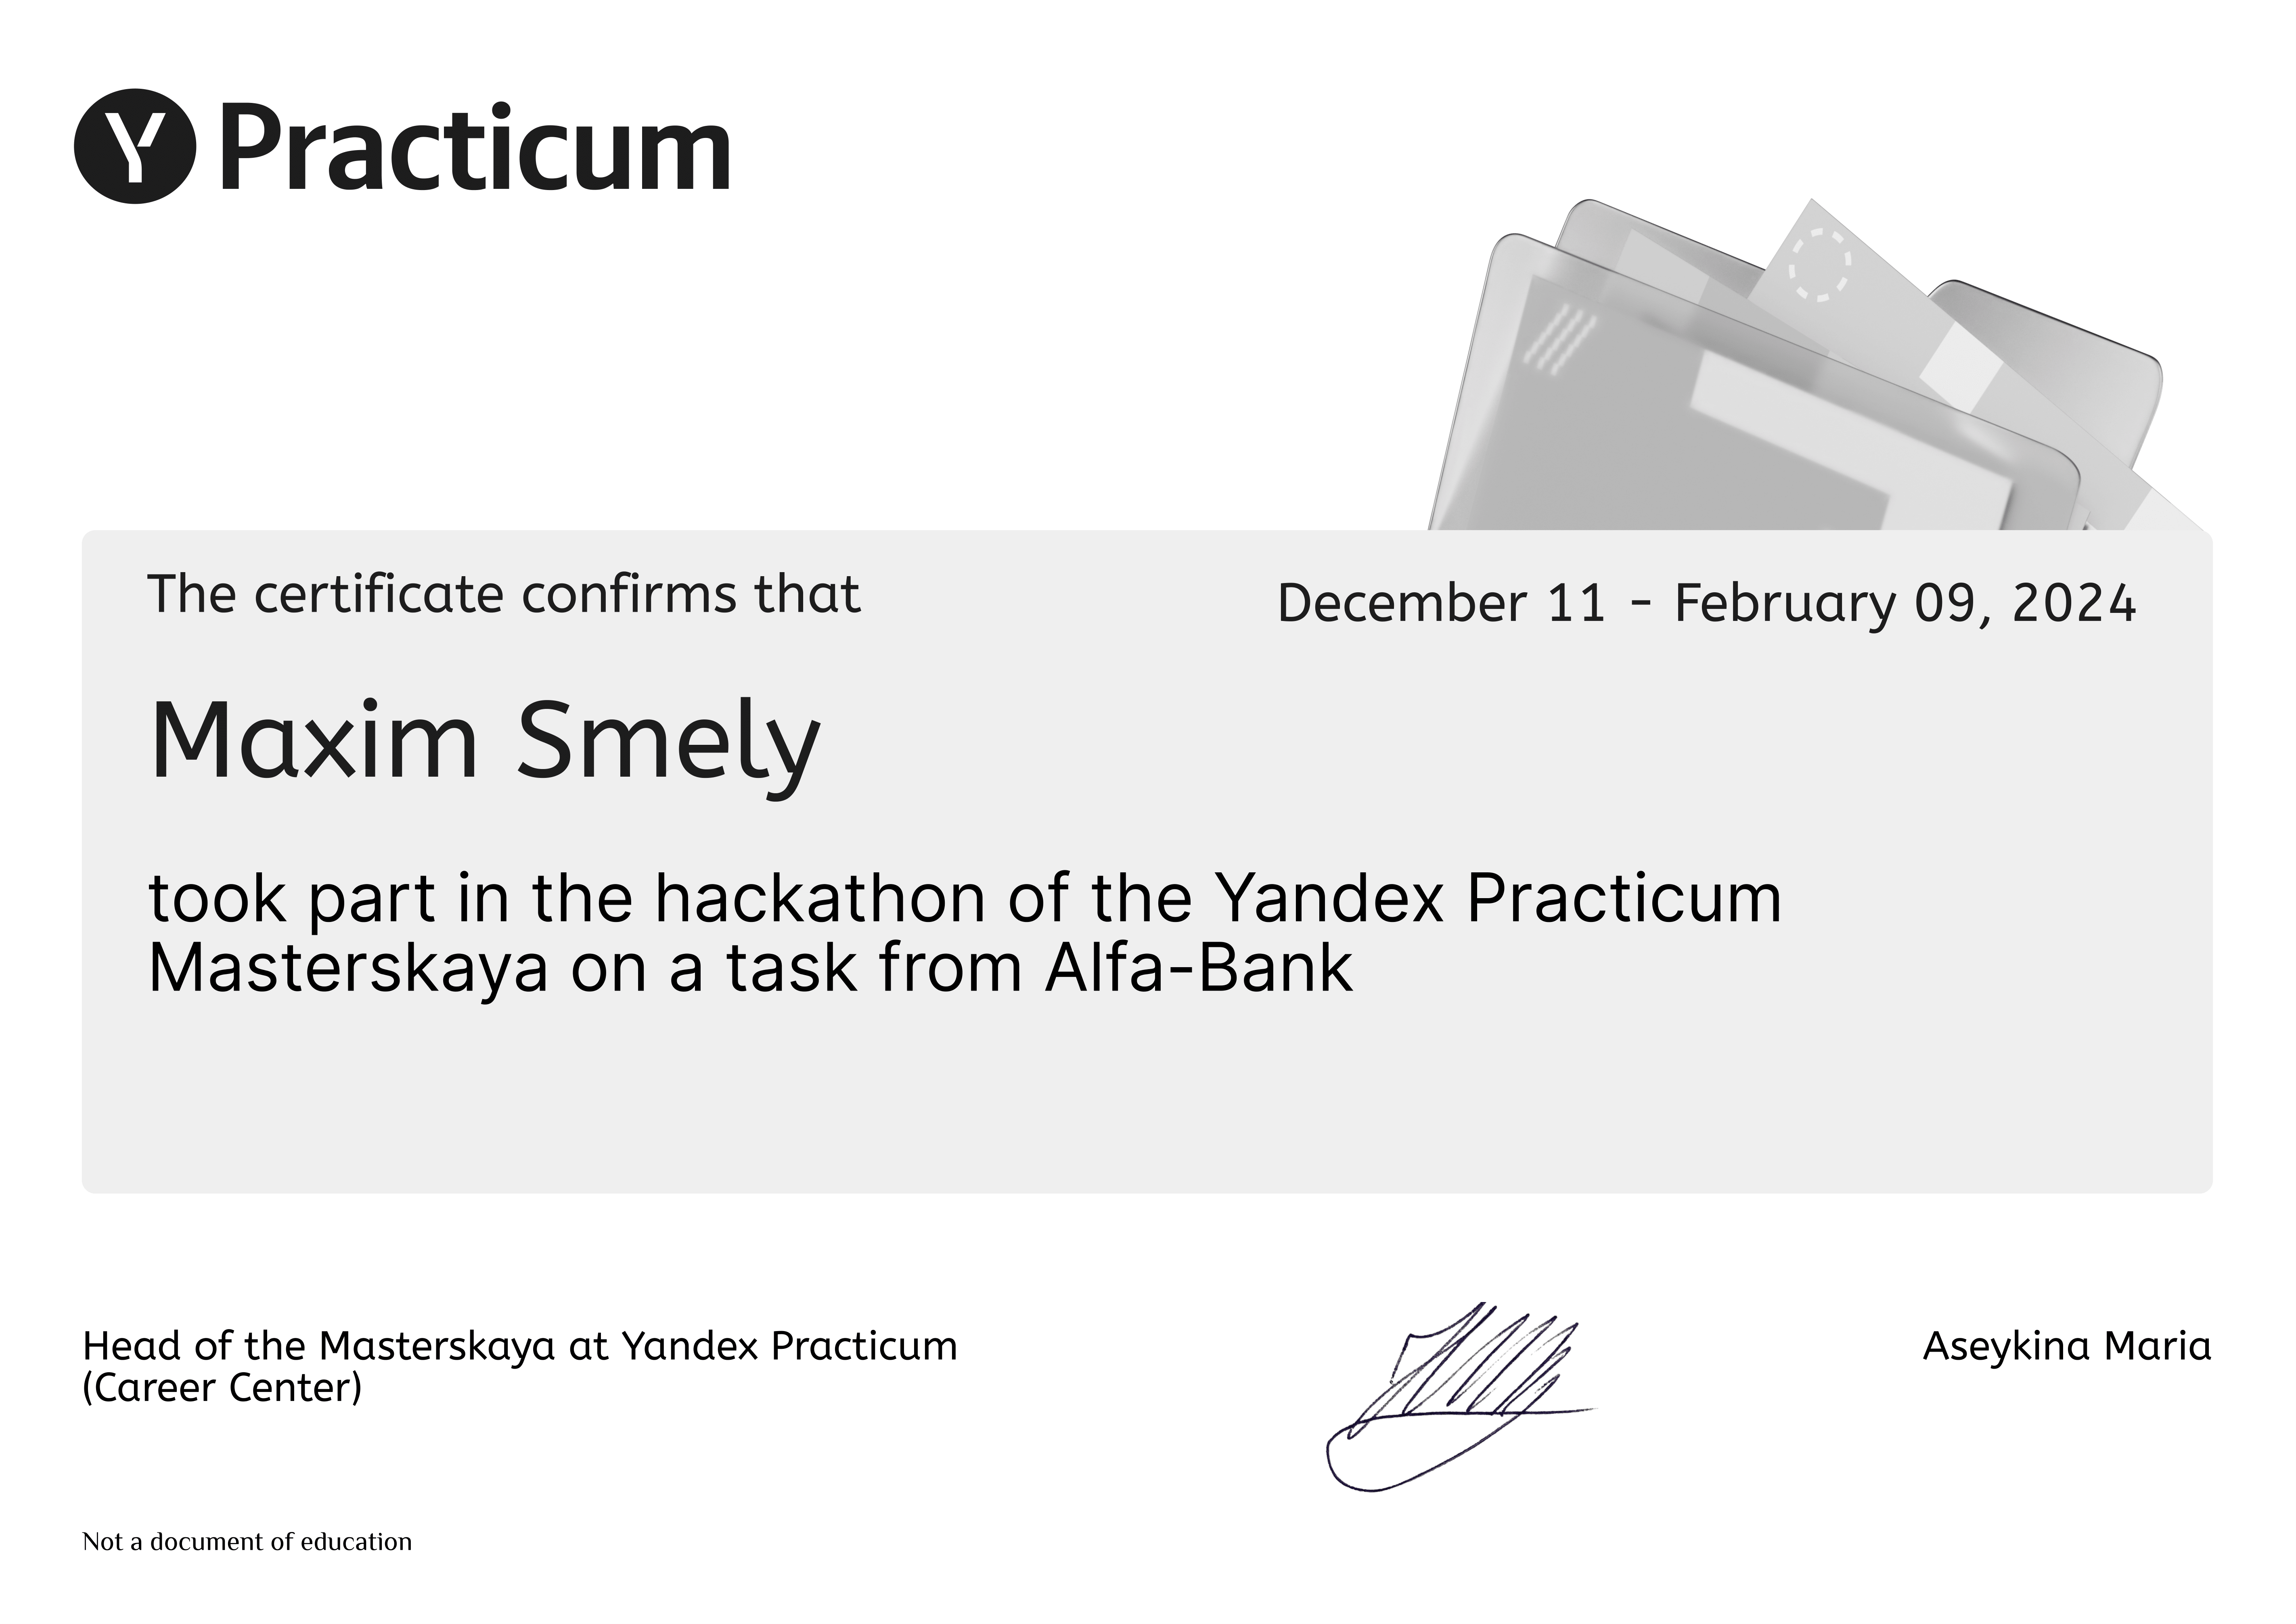 Y Practicum
The certificate confirms that
December 11 - February 09, 2024
Maxim Smely
took part in the hackathon of the Yandex Practicum
Masterskaya on a task from Alfa-Bank
Head of the Masterskaya at Yandex Practicum
(Career Center)
Aseykina Maria
Not a document of education